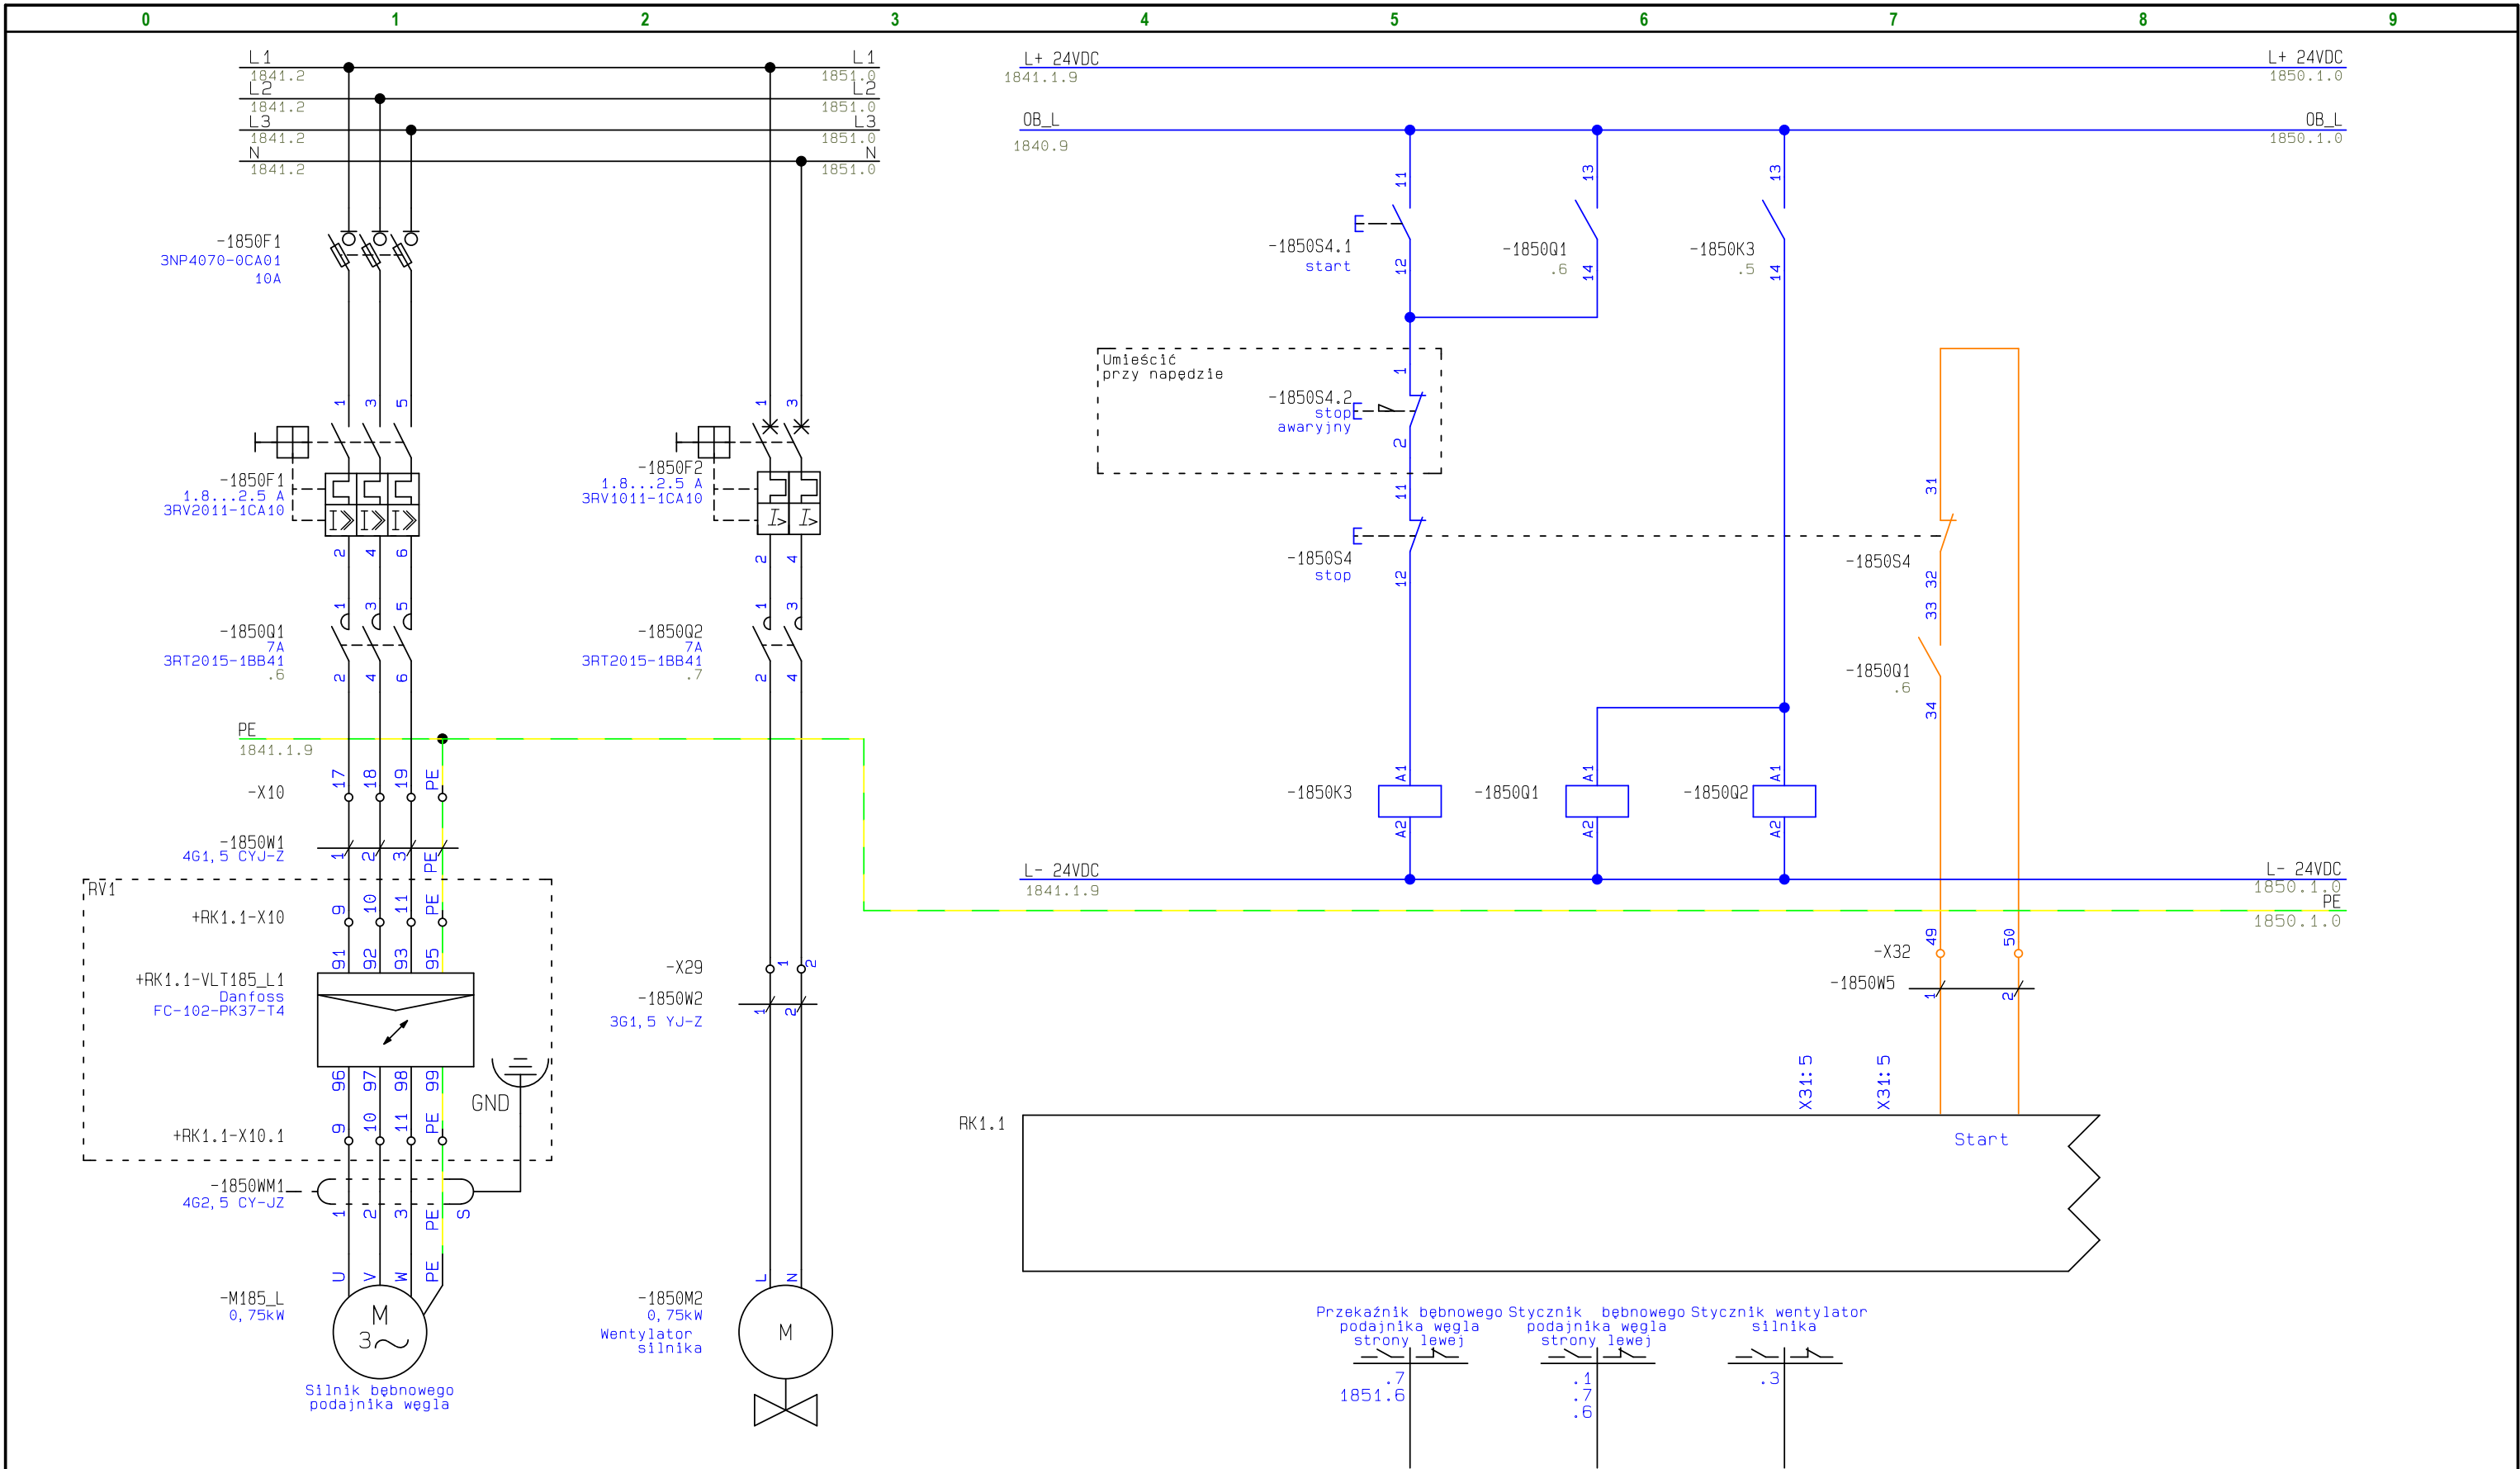 0 1 2 3 4 5 6 7 8 9
L1 L1
1841.2 1851.0
L2 L2
1841.2 1851.0
L3 L3
1841.2 1851.0
N N
1841.2 1851.0
L+ 24VDC L+ 24VDC
1841.1.9 1850.1.0
OB_L OB_L
1840.9 1850.1.0
-1850F1
3NP4070-0CA01
10A
11 13 13
-1850S4.1
start
12
-1850Q1
.6
14
-1850K3
.5
14
Umieścić
przy napędzie
1
-1850S4.2
stop
awaryjny
2
1 3 5
-1850F1
1.8...2.5 A
3RV2011-1CA10
I≫ I≫ I≫
2 4 6
1 3
-1850F2
1.8...2.5 A
3RV1011-1CA10
I> I>
2 4
11
-1850S4
stop
12
31
-1850S4
32
33
-1850Q1
.6
34
1 3 5
-1850Q1
7A
3RT2015-1BB41
.6
2 4 6
1 3
-1850Q2
7A
3RT2015-1BB41
.7
2 4
PE
1841.1.9
17 18 19 PE
-X10
-1850W1
4G1,5 CYJ-Z
1 2 3 PE
A1 A1 A1
-1850K3 -1850Q1 -1850Q2
A2 A2 A2
L- 24VDC L- 24VDC
1841.1.9 1850.1.0
PE
1850.1.0
RV1
9 10 11 PE
+RK1.1-X10
91 92 93 95
+RK1.1-VLT185_L1
Danfoss
FC-102-PK37-T4
96 97 98 99
GND
9 10 11 PE
+RK1.1-X10.1
-1850WM1
4G2,5 CY-JZ
1 2 3 PE S
U V W PE
-M185_L
0,75kW
M
3
Silnik bębnowego
podajnika węgla
-X29
1 2
-1850W2
3G1,5 YJ-Z
1 2
L N
-1850M2
0,75kW
Wentylator
silnika
M
49 50
-X32
-1850W5
1 2
X31:5 X31:5
RK1.1
Start
Przekaźnik bębnowego
podajnika węgla
strony lewej
.7
1851.6
Stycznik bębnowego
podajnika węgla
strony lewej
.1
.7
.6
Stycznik wentylator
silnika
.3